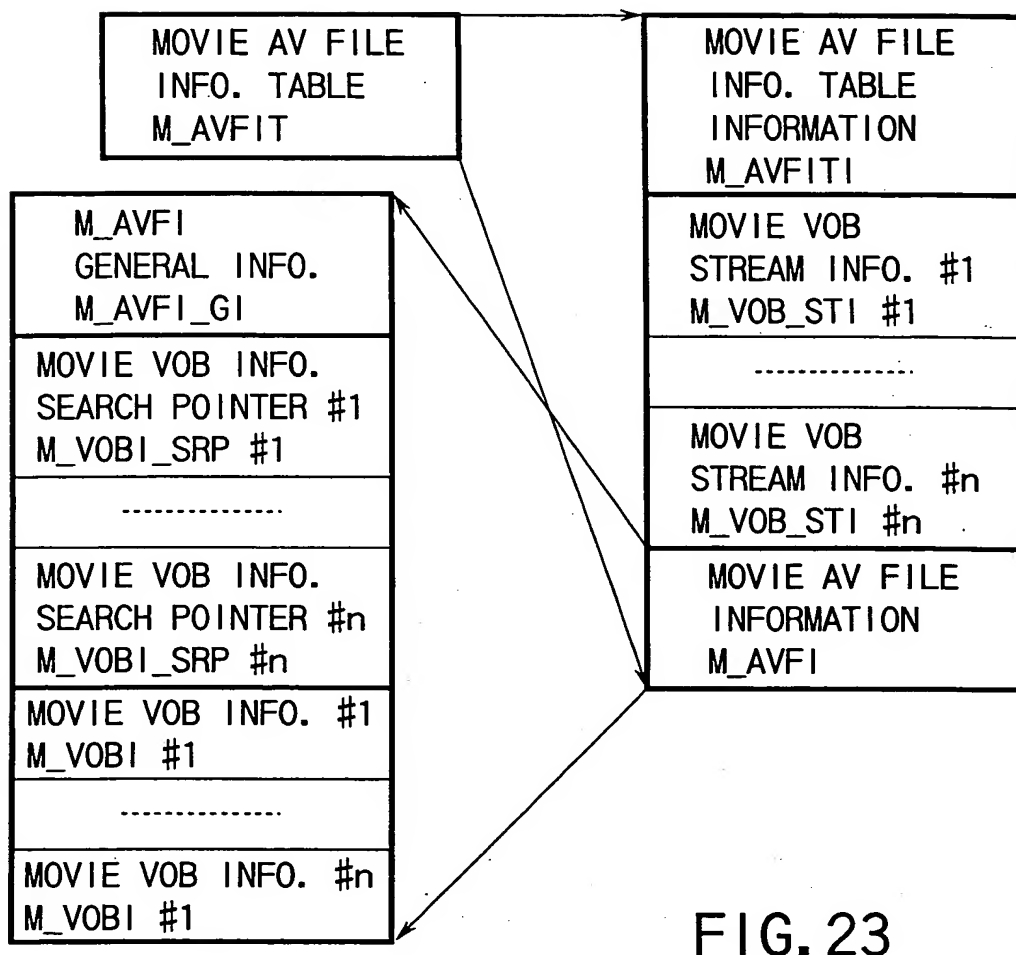 MOVIE AV FILE
INFO. TABLE
M_AVFIT
MOVIE AV FILE
INFO. TABLE
INFORMATION
M_AVFITI
MOVIE VOB
STREAM INFO. #1
M_VOB_STI #1
MOVIE VOB
STREAM INFO. #n
M_VOB_STI #n
MOVIE AV FILE
INFORMATION
M_AVFI
M_AVFI
GENERAL INFO.
M_AVFI_GI
MOVIE VOB INFO.
SEARCH POINTER #1
M_VOBI_SRP #1
MOVIE VOB INFO.
SEARCH POINTER #n
M_VOBI_SRP #n
MOVIE VOB INFO. #1
M_VOBI #1
MOVIE VOB INFO. #n
M_VOBI #1
FIG. 23